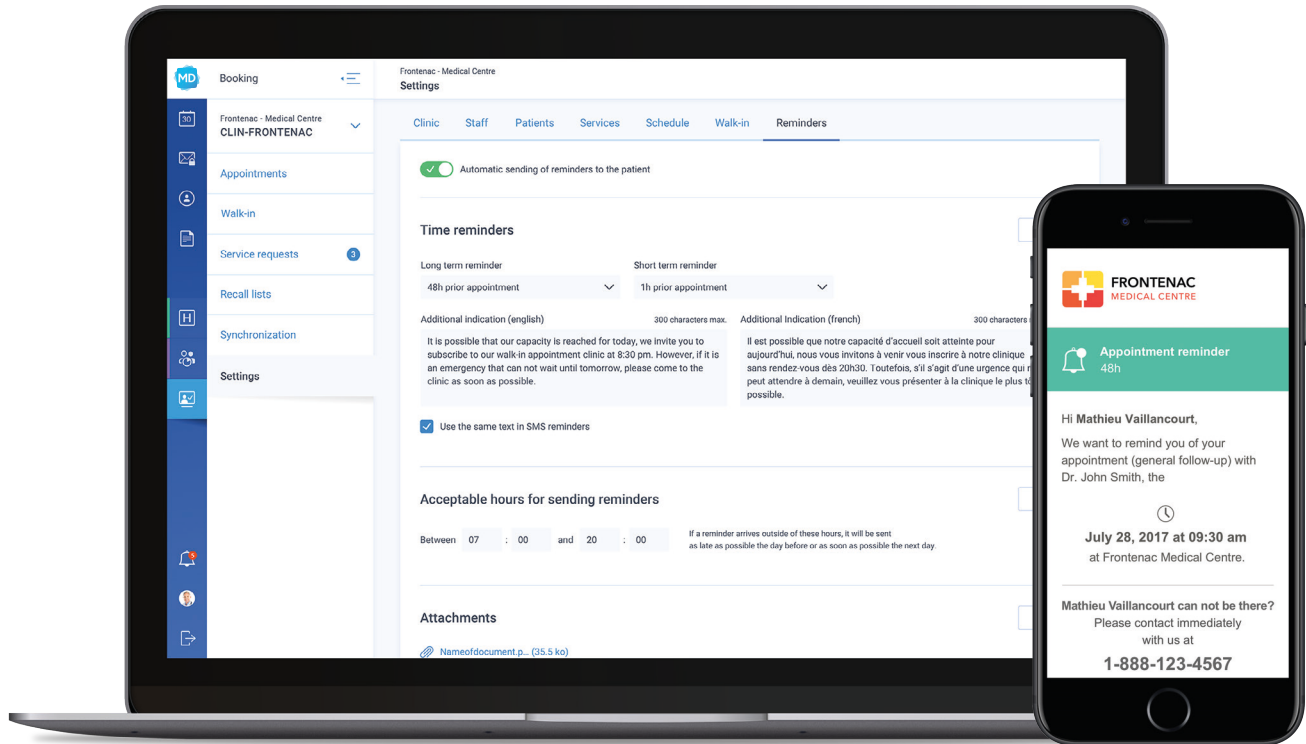 MD
Booking
Frontenac - Medical Centre
Settings
30
Frontenac - Medical Centre
CLIN-FRONTENAC
Clinic Staff Patients Services Schedule Walk-in Reminders
Appointments
Walk-in
Service requests 3
Recall lists
Synchronization
Settings
H
5
Automatic sending of reminders to the patient
Time reminders
Long term reminder
48h prior appointment
Short term reminder
1h prior appointment
Additional indication (english) 300 characters max.
It is possible that our capacity is reached for today, we invite you to
subscribe to our walk-in appointment clinic at 8:30 pm. However, if it is
an emergency that can not wait until tomorrow, please come to the
clinic as soon as possible.
Additional Indication (french) 300 characters
Il est possible que notre capacité d'accueil soit atteinte pour
aujourd'hui, nous vous invitons à venir vous inscrire à notre clinique
sans rendez-vous dès 20h30. Toutefois, s'il s'agit d'une urgence qui
peut attendre à demain, veuillez vous présenter à la clinique le plus
possible.
Use the same text in SMS reminders
Acceptable hours for sending reminders
Between 07 : 00 and 20 : 00
If a reminder arrives outside of these hours, it will be sent
as late as possible the day before or as soon as possible the next day.
Attachments
Nameofdocument.p... (35.5 ko)
FRONTENAC
MEDICAL CENTRE
Appointment reminder
48h
Hi Mathieu Vaillancourt,
We want to remind you of your
appointment (general follow-up) with
Dr. John Smith, the
July 28, 2017 at 09:30 am
at Frontenac Medical Centre.
Mathieu Vaillancourt can not be there?
Please contact immediately
with us at
1-888-123-4567